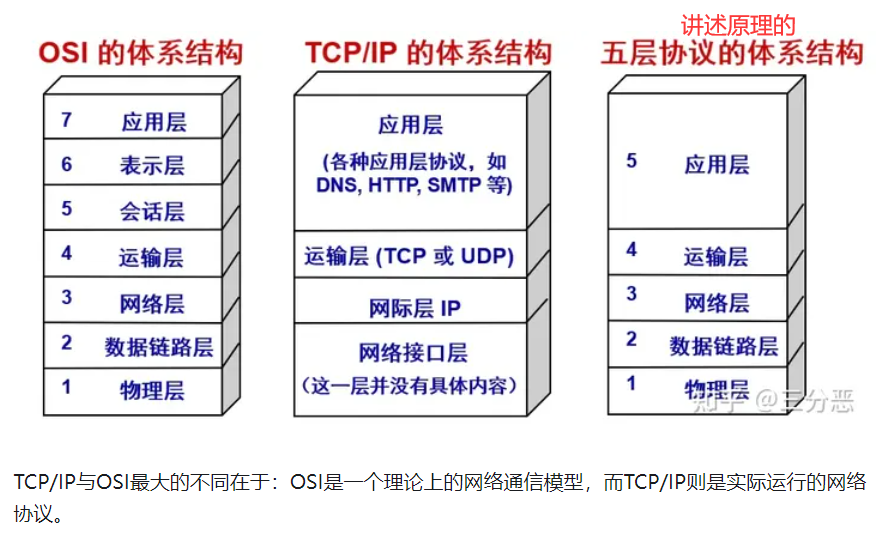 讲述原理的
OSI 的体系结构
TCP/IP 的体系结构
五层协议的体系结构
7 应用层
6 表示层
5 会话层
4 运输层
3 网络层
2 数据链路层
1 物理层
应用层
(各种应用层协议，如
DNS, HTTP, SMTP 等)
运输层 (TCP 或 UDP)
网际层 IP
网络接口层
（这一层并没有具体内容）
5 应用层
4 运输层
3 网络层
2 数据链路层
1 物理层
知乎 @三分恶
TCP/IP与OSI最大的不同在于：OSI是一个理论上的网络通信模型，而TCP/IP则是实际运行的网络
协议。